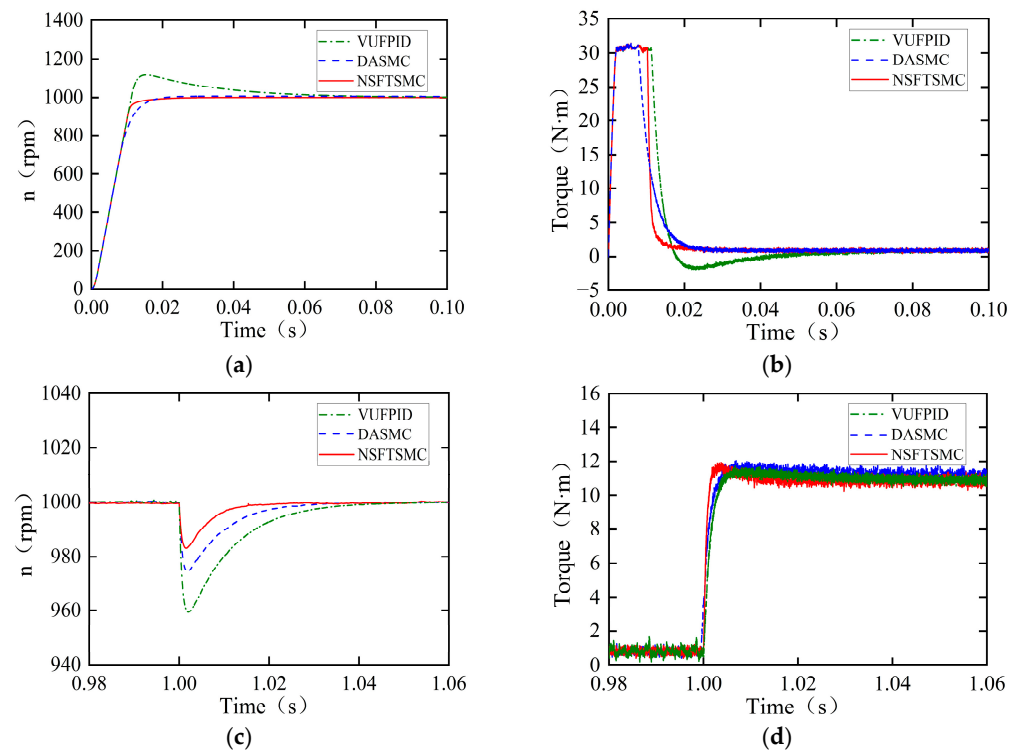 1400
1200
1000
800
600
400
200
0
n (rpm)
VUFPID
DASMC
NSFTSMC
0.00 0.02 0.04 0.06 0.08 0.10
Time (s)
(a)
35
30
25
20
15
10
5
0
−5
Torque (N·m)
VUFPID
DASMC
NSFTSMC
0.00 0.02 0.04 0.06 0.08 0.10
Time (s)
(b)
1040
1020
1000
980
960
940
n (rpm)
VUFPID
DASMC
NSFTSMC
0.98 1.00 1.02 1.04 1.06
Time (s)
(c)
16
14
12
10
8
6
4
2
0
Torque (N·m)
VUFPID
DASMC
NSFTSMC
0.98 1.00 1.02 1.04 1.06
Time (s)
(d)